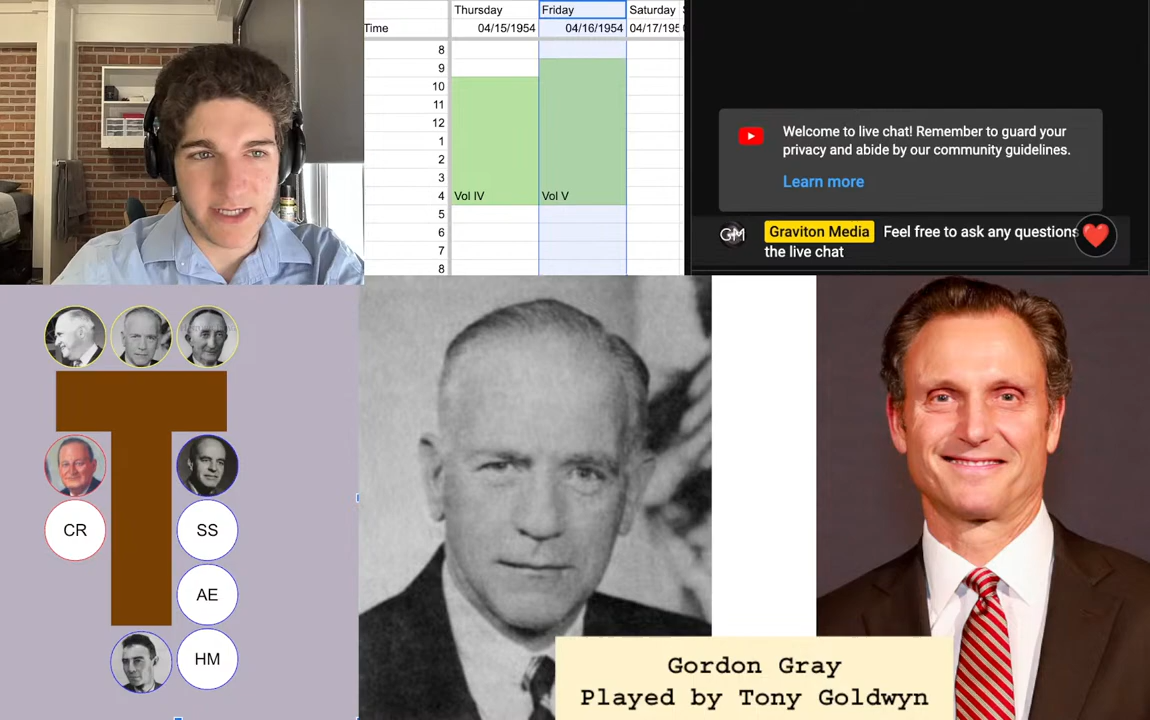 Thursday
Friday
Saturday
Time
04/15/1954
04/16/1954
04/17/195
8
9
10
11
12
1
2
3
4
Vol IV
Vol V
5
6
7
8
Welcome to live chat! Remember to guard your
privacy and abide by our community guidelines.
Learn more
GM
Graviton Media Feel free to ask any questions
the live chat
CR
SS
AE
HM
Gordon Gray
Played by Tony Goldwyn